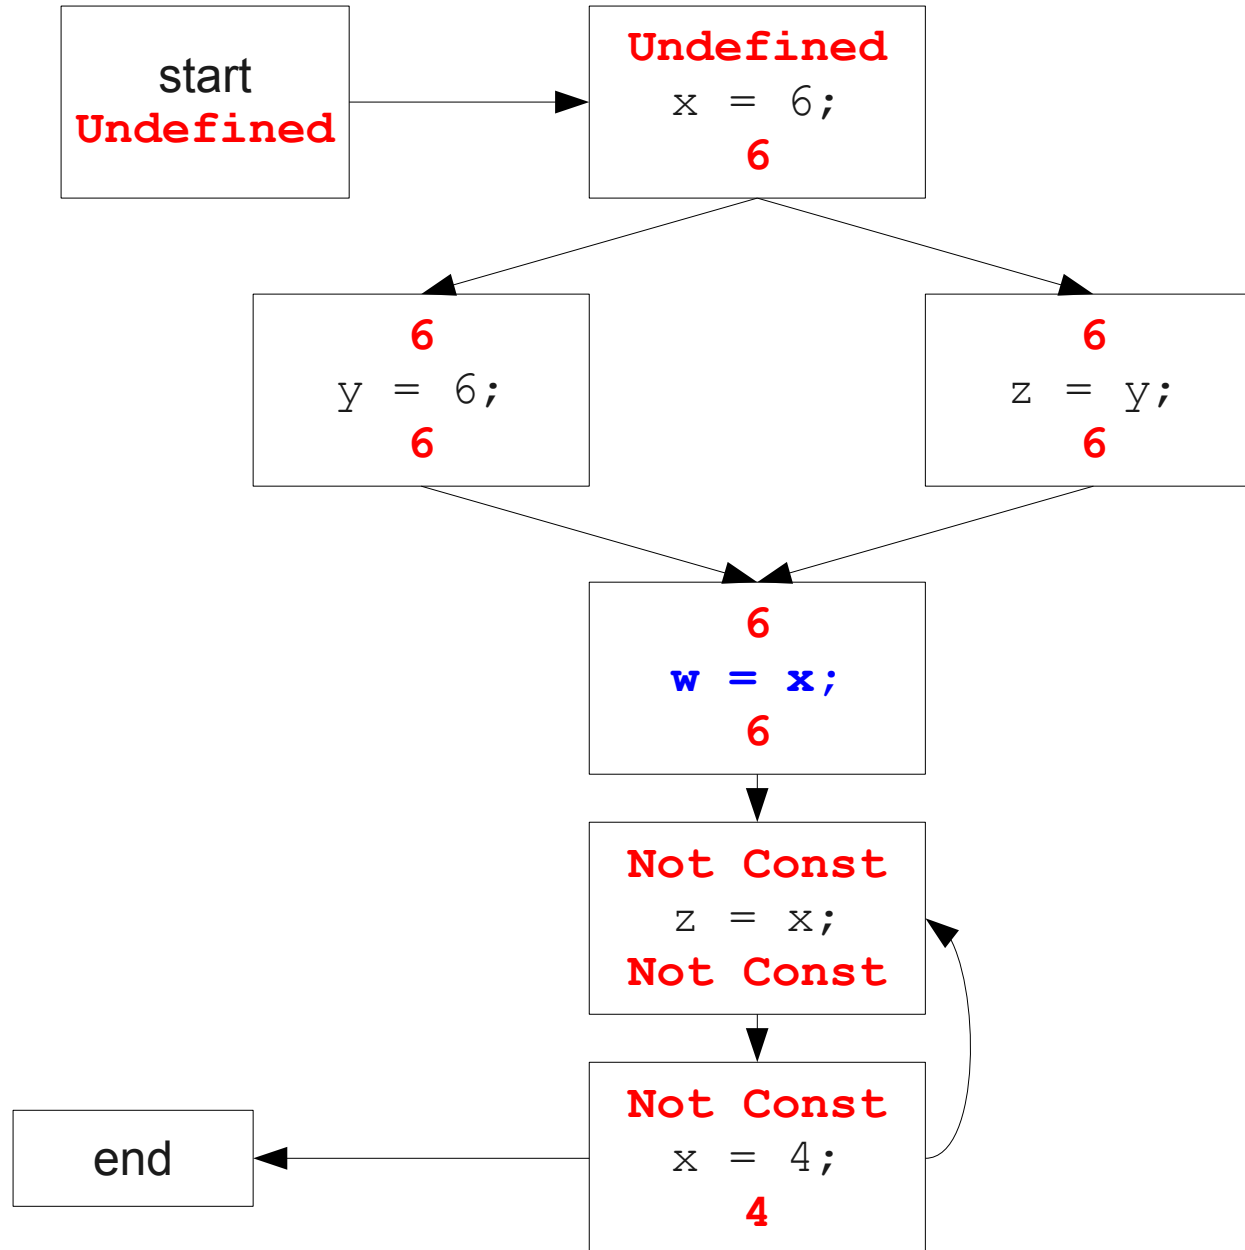 start
Undefined
Undefined
x = 6;
6
6
y = 6;
6
6
z = y;
6
6
w = x;
6
Not Const
z = x;
Not Const
Not Const
x = 4;
4
end